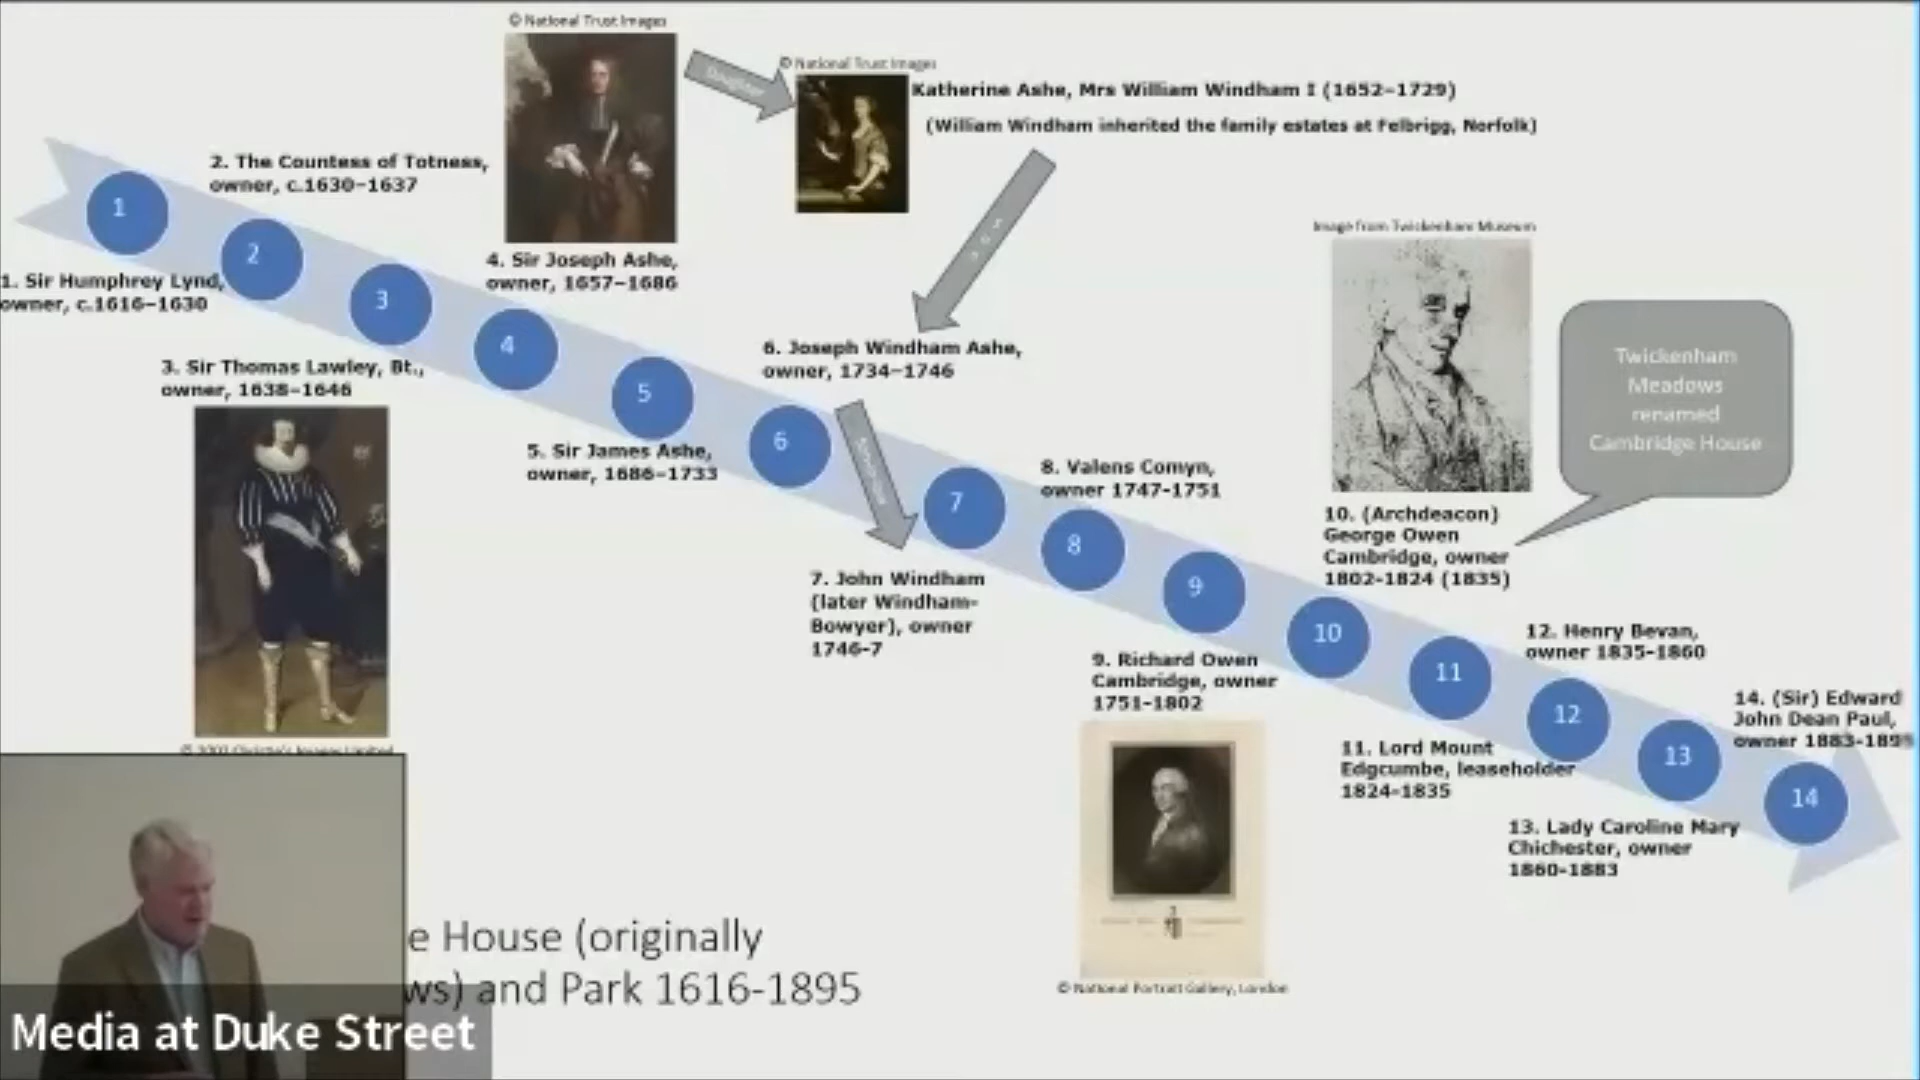 © National Trust Images
© National Trust Images
Daughter
Katherine Ashe, Mrs William Windham I (1652–1729)
(William Windham inherited the family estates at Felbrigg, Norfolk)
1
1. Sir Humphrey Lynd,
owner, c.1616–1630
2. The Countess of Totness,
owner, c.1630–1637
2
3
3. Sir Thomas Lawley, Bt.,
owner, 1638–1646
4. Sir Joseph Ashe,
owner, 1657–1686
4
5
5. Sir James Ashe,
owner, 1686–1733
6. Joseph Windham Ashe,
owner, 1734–1746
6
7
7. John Windham
(later Windham-
Bowyer), owner
1746-7
8. Valens Comyn,
owner 1747-1751
8
9
9. Richard Owen
Cambridge, owner
1751-1802
© National Portrait Gallery, London
Image from Twickenham Museum
Twickenham
Meadows
renamed
Cambridge House
10. (Archdeacon)
George Owen
Cambridge, owner
1802-1824 (1835)
10
11
11. Lord Mount
Edgcumbe, leaseholder
1824-1835
12. Henry Bevan,
owner 1835-1860
12
13
13. Lady Caroline Mary
Chichester, owner
1860-1883
14. (Sir) Edward
John Dean Paul,
owner 1883-1895
14
e House (originally
ws) and Park 1616-1895
Media at Duke Street